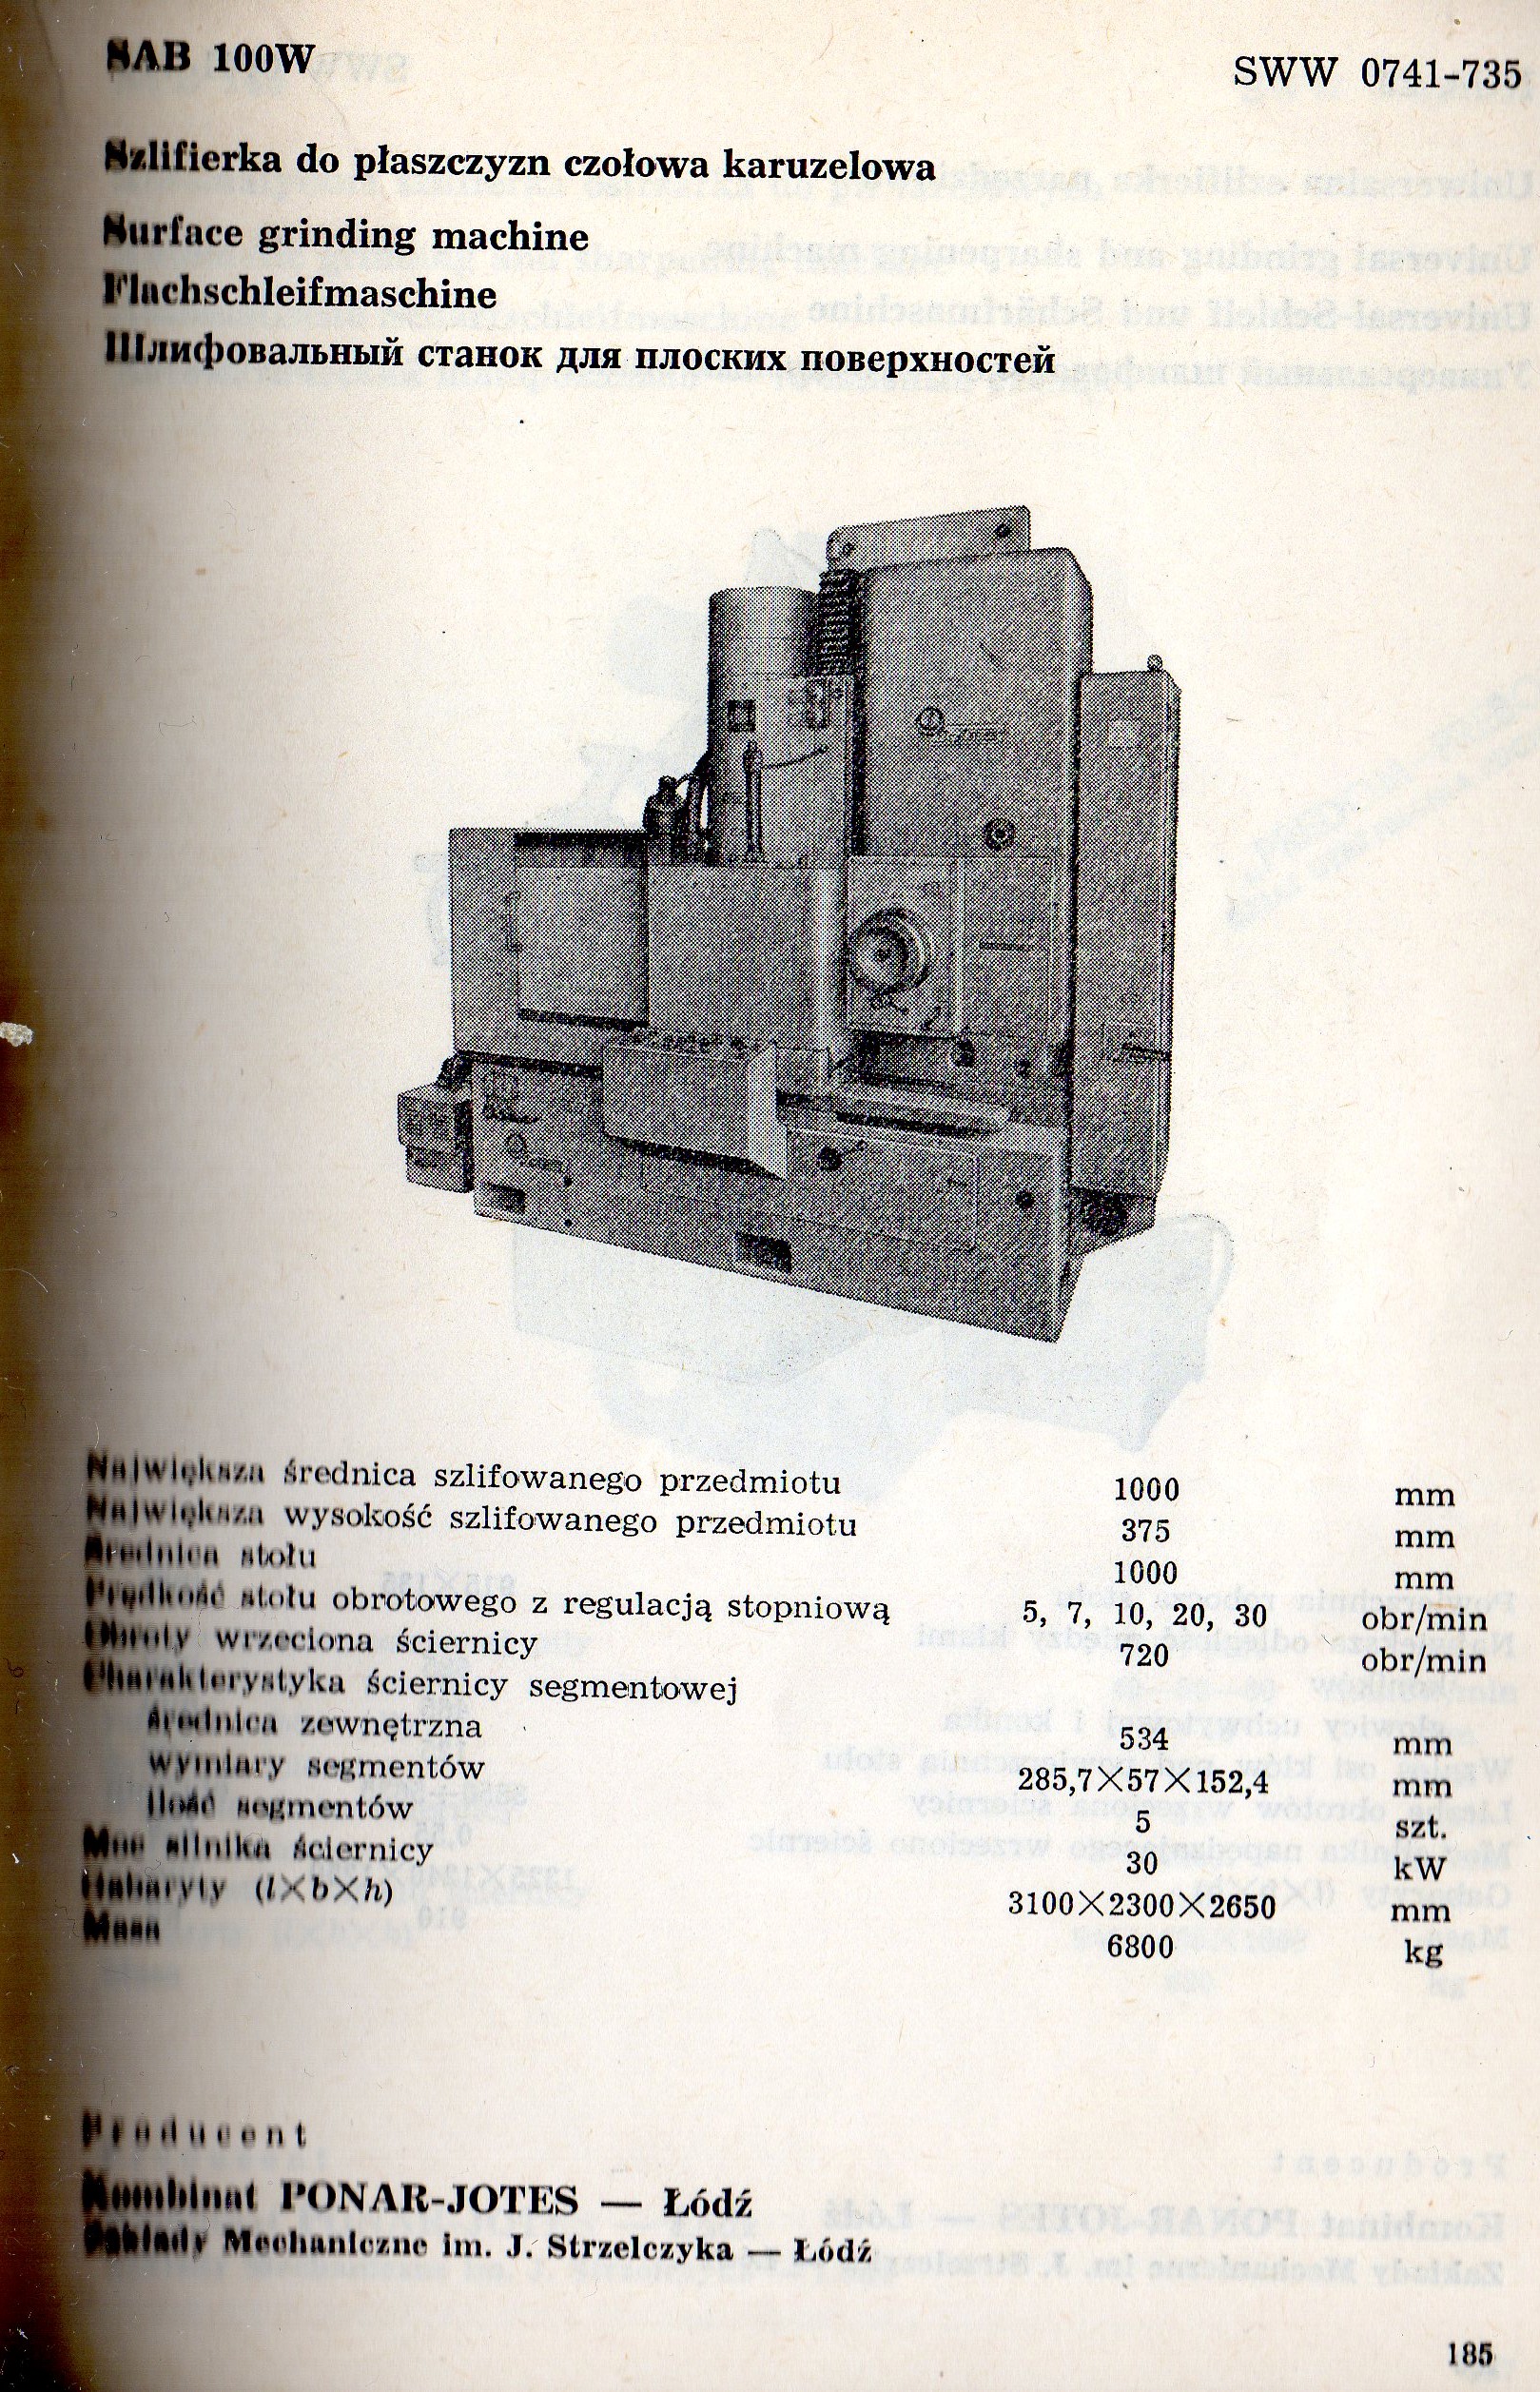 SAB 100W
SWW 0741-735
Szlifierka do płaszczyzn czołowa karuzelowa
Surface grinding machine
Flachschleifmaschine
Шлифовальный станок для плоских поверхностей
Największa średnica szlifowanego przedmiotu 1000 mm
Największa wysokość szlifowanego przedmiotu 375 mm
Średnica stołu 1000 mm
Prędkość stołu obrotowego z regulacją stopniową 5, 7, 10, 20, 30 obr/min
Obroty wrzeciona ściernicy 720 obr/min
Charakterystyka ściernicy segmentowej
średnica zewnętrzna 534 mm
wymiary segmentów 285,7×57×152,4 mm
ilość segmentów 5 szt.
Moc silnika ściernicy 30 kW
Gabaryty (l×b×h) 3100×2300×2650 mm
Masa 6800 kg
Producent
Kombinat PONAR-JOTES — Łódź
Zakłady Mechaniczne im. J. Strzelczyka — Łódź
185